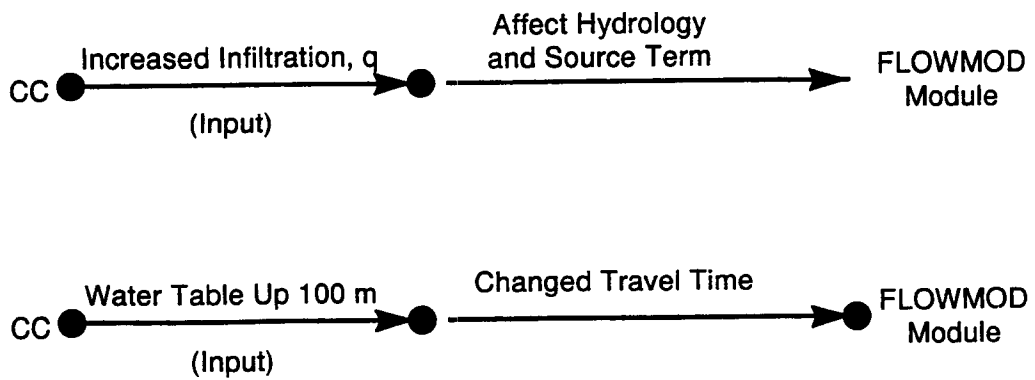 Affect Hydrology
Increased Infiltration, q
and Source Term
FLOWMOD
CC
Module
(Input)
Water Table Up 100 m
Changed Travel Time
FLOWMOD
CC
Module
(Input)